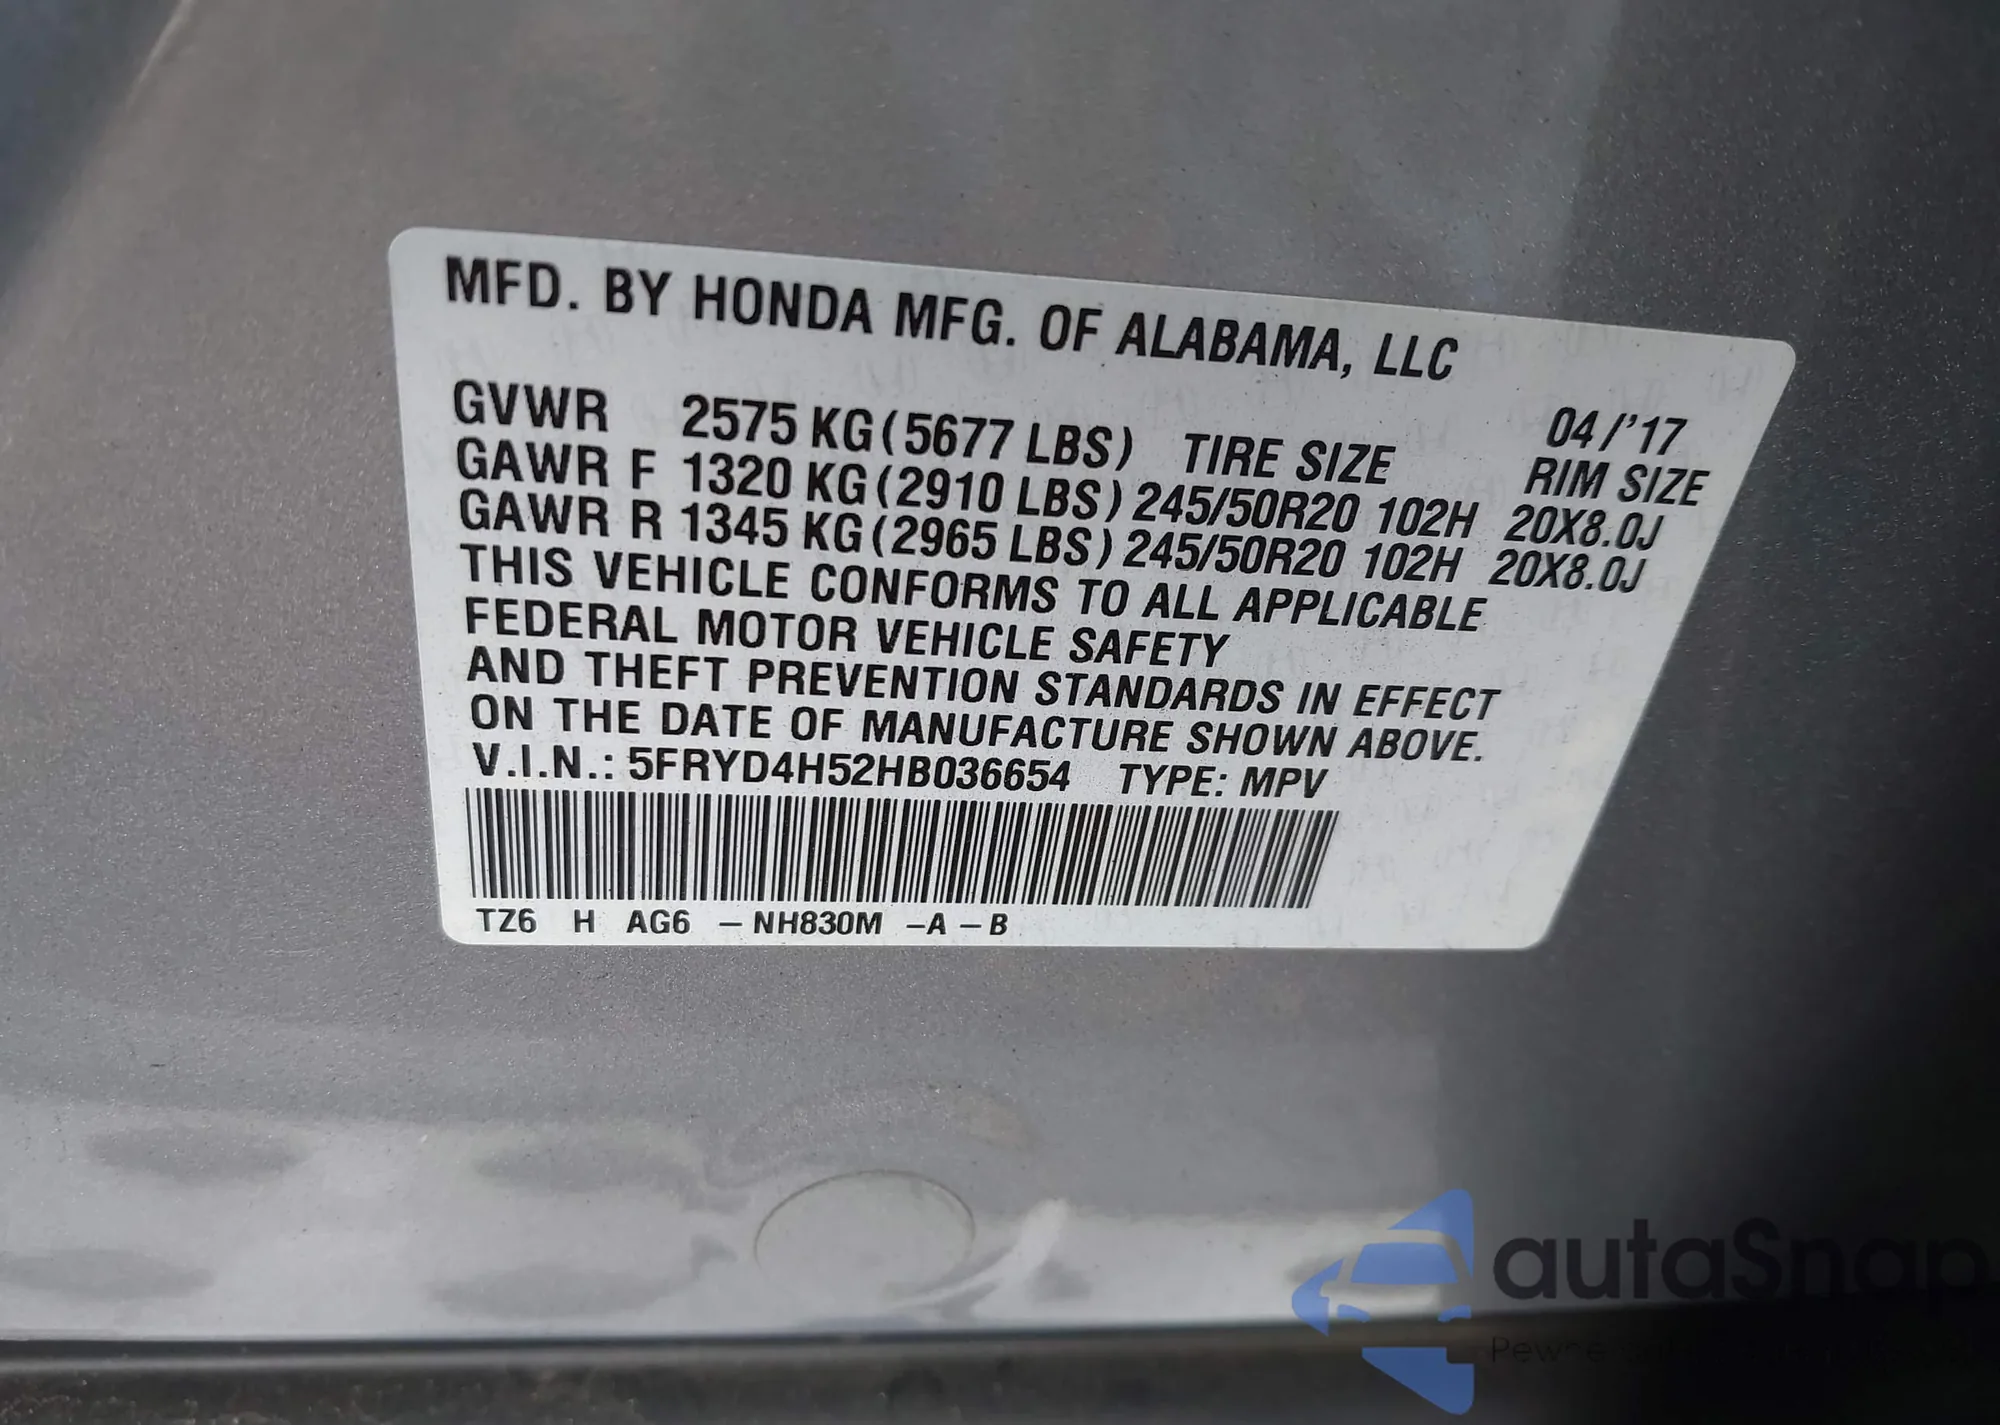 MFD. BY HONDA MFG. OF ALABAMA, LLC
04/'17
GVWR 2575 KG (5677 LBS) TIRE SIZE RIM SIZE
GAWR F 1320 KG (2910 LBS) 245/50R20 102H 20X8.0J
GAWR R 1345 KG (2965 LBS) 245/50R20 102H 20X8.0J
THIS VEHICLE CONFORMS TO ALL APPLICABLE
FEDERAL MOTOR VEHICLE SAFETY
AND THEFT PREVENTION STANDARDS IN EFFECT
ON THE DATE OF MANUFACTURE SHOWN ABOVE.
V.I.N.: 5FRYD4H52HB036654 TYPE: MPV
TZ6 H AG6 – NH830M –A – B
autaSnap